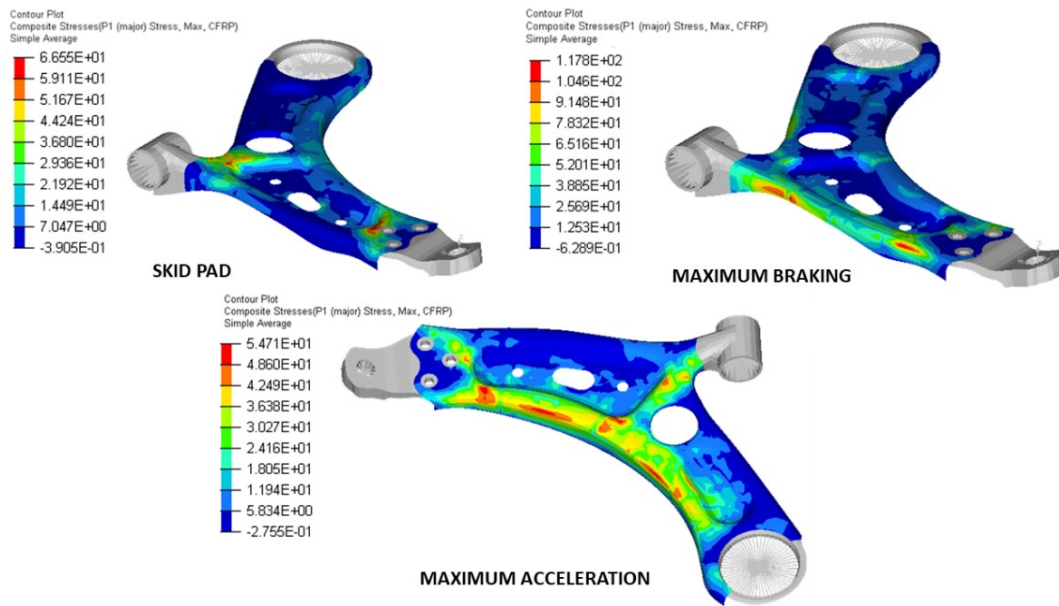 Contour Plot
Composite Stresses(P1 (major) Stress, Max, CFRP)
Simple Average
6.655E+01
5.911E+01
5.167E+01
4.424E+01
3.680E+01
2.936E+01
2.192E+01
1.449E+01
7.047E+00
-3.905E-01
SKID PAD
Contour Plot
Composite Stresses(P1 (major) Stress, Max, CFRP)
Simple Average
1.178E+02
1.046E+02
9.148E+01
7.832E+01
6.516E+01
5.201E+01
3.885E+01
2.569E+01
1.253E+01
-6.289E-01
MAXIMUM BRAKING
Contour Plot
Composite Stresses(P1 (major) Stress, Max, CFRP)
Simple Average
5.471E+01
4.860E+01
4.249E+01
3.638E+01
3.027E+01
2.416E+01
1.805E+01
1.194E+01
5.834E+00
-2.755E-01
MAXIMUM ACCELERATION